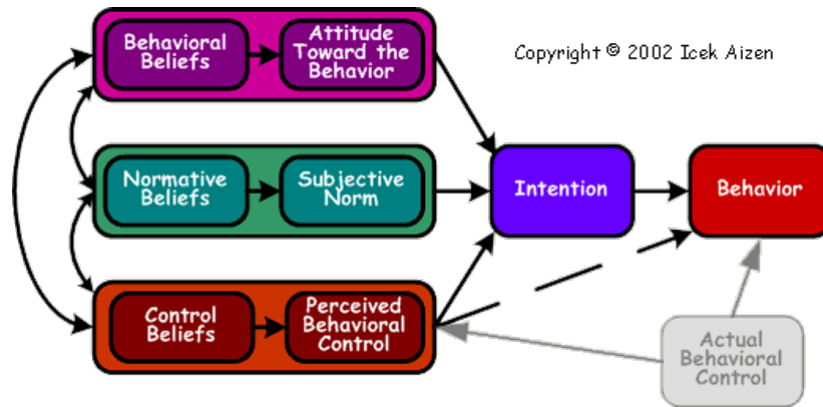 Behavioral
Beliefs
Attitude
Toward the
Behavior
Copyright © 2002 Icek Aizen
Normative
Beliefs
Subjective
Norm
Intention
Behavior
Control
Beliefs
Perceived
Behavioral
Control
Actual
Behavioral
Control